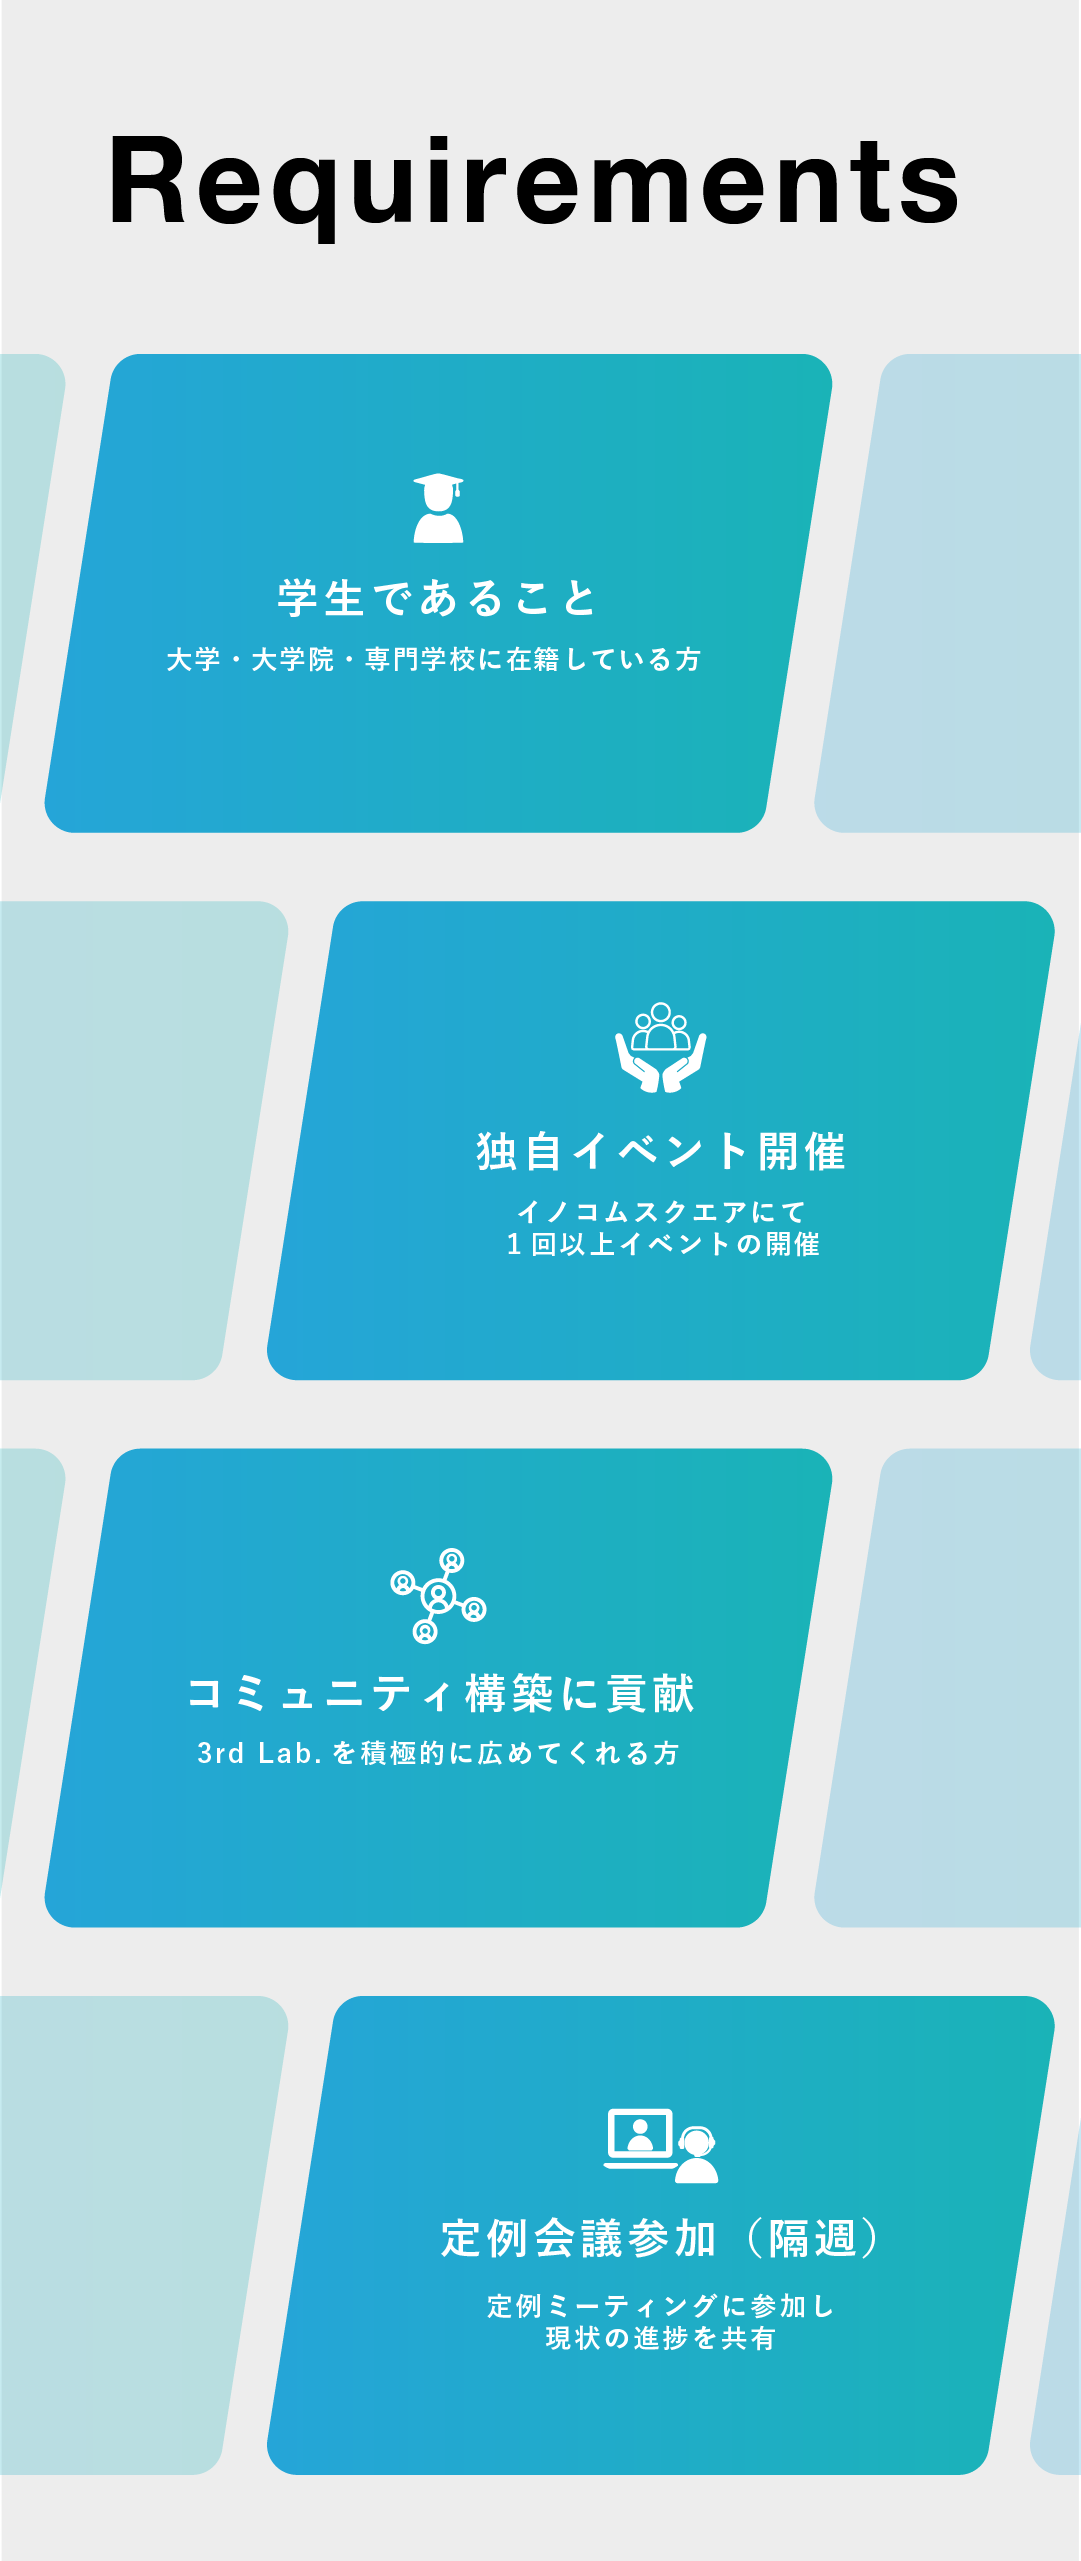 Requirements
学生であること
大学・大学院・専門学校に在籍している方
独自イベント開催
イノコムスクエアにて
1回以上イベントの開催
コミュニティ構築に貢献
3rd Lab.を積極的に広めてくれる方
定例会議参加（隔週）
定例ミーティングに参加し
現状の進捗を共有